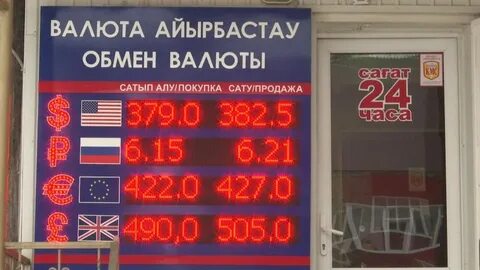 ВАЛЮТА АЙЫРБАСТАУ
ОБМЕН ВАЛЮТЫ
САТЫП АЛУ/ПОКУПКА САТУ/ПРОДАЖА
$ 379.0 382.5
₽ 6.15 6.21
€ 422.0 427.0
£ 490,0 505.0
сағат
24
часа